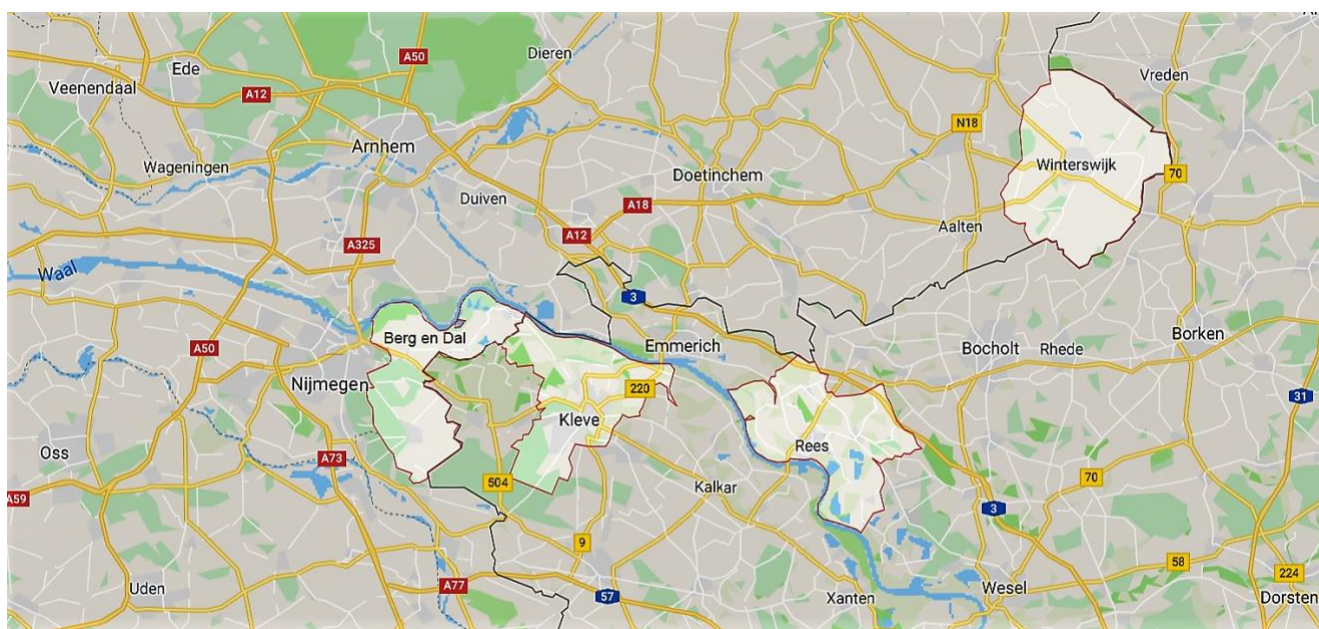 A50
Dieren
Ede
Vreden
Veenendaal
A12
N18
Arnhem
Wageningen
Winterswijk
Doetinchem
70
Duiven
A18
Aalten
A12
A325
Waal
3
Berg en Dal
Emmerich
Borken
A50
Bocholt
Rhede
Nijmegen
220
31
Kleve
Rees
Oss
A73
504
Kalkar
70
A59
3
9
58
A77
224
Uden
Wesel
57
Xanten
Dorsten